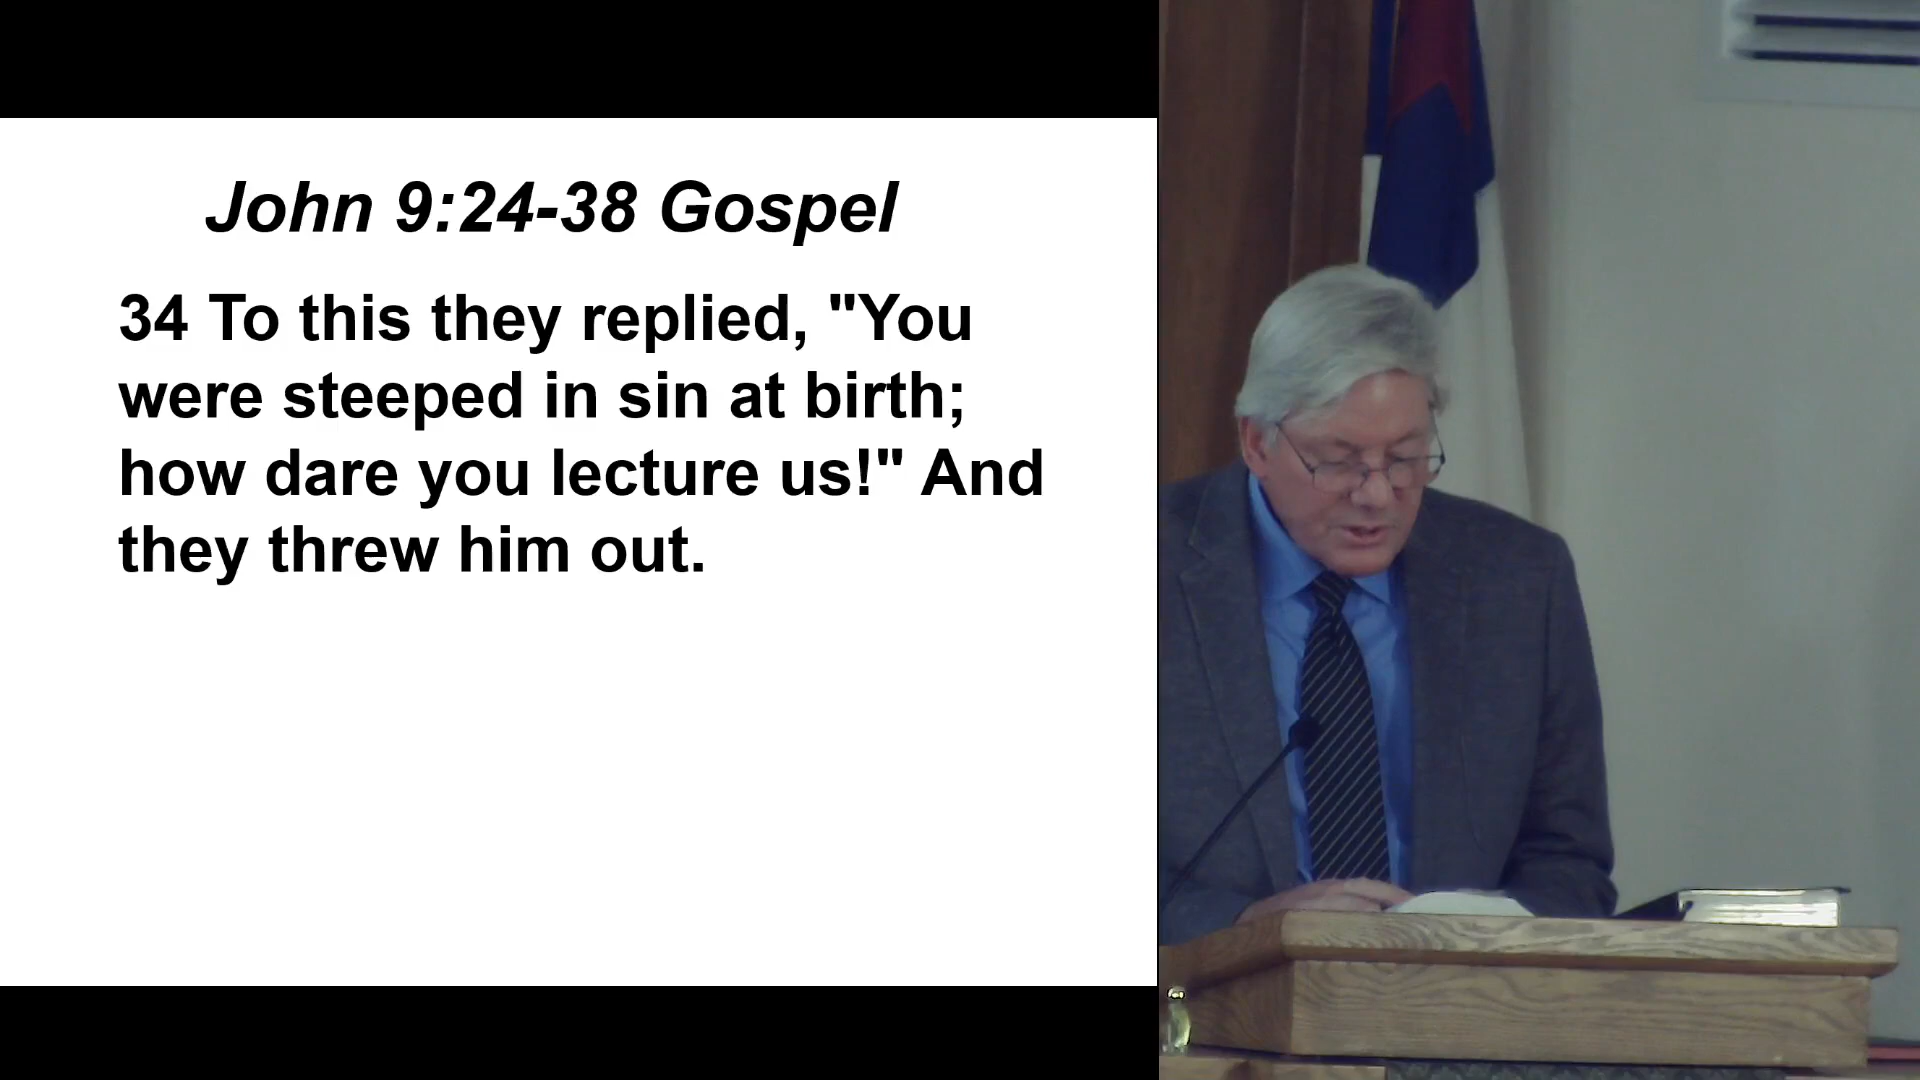 John 9:24-38 Gospel
34 To this they replied, "You
were steeped in sin at birth;
how dare you lecture us!" And
they threw him out.